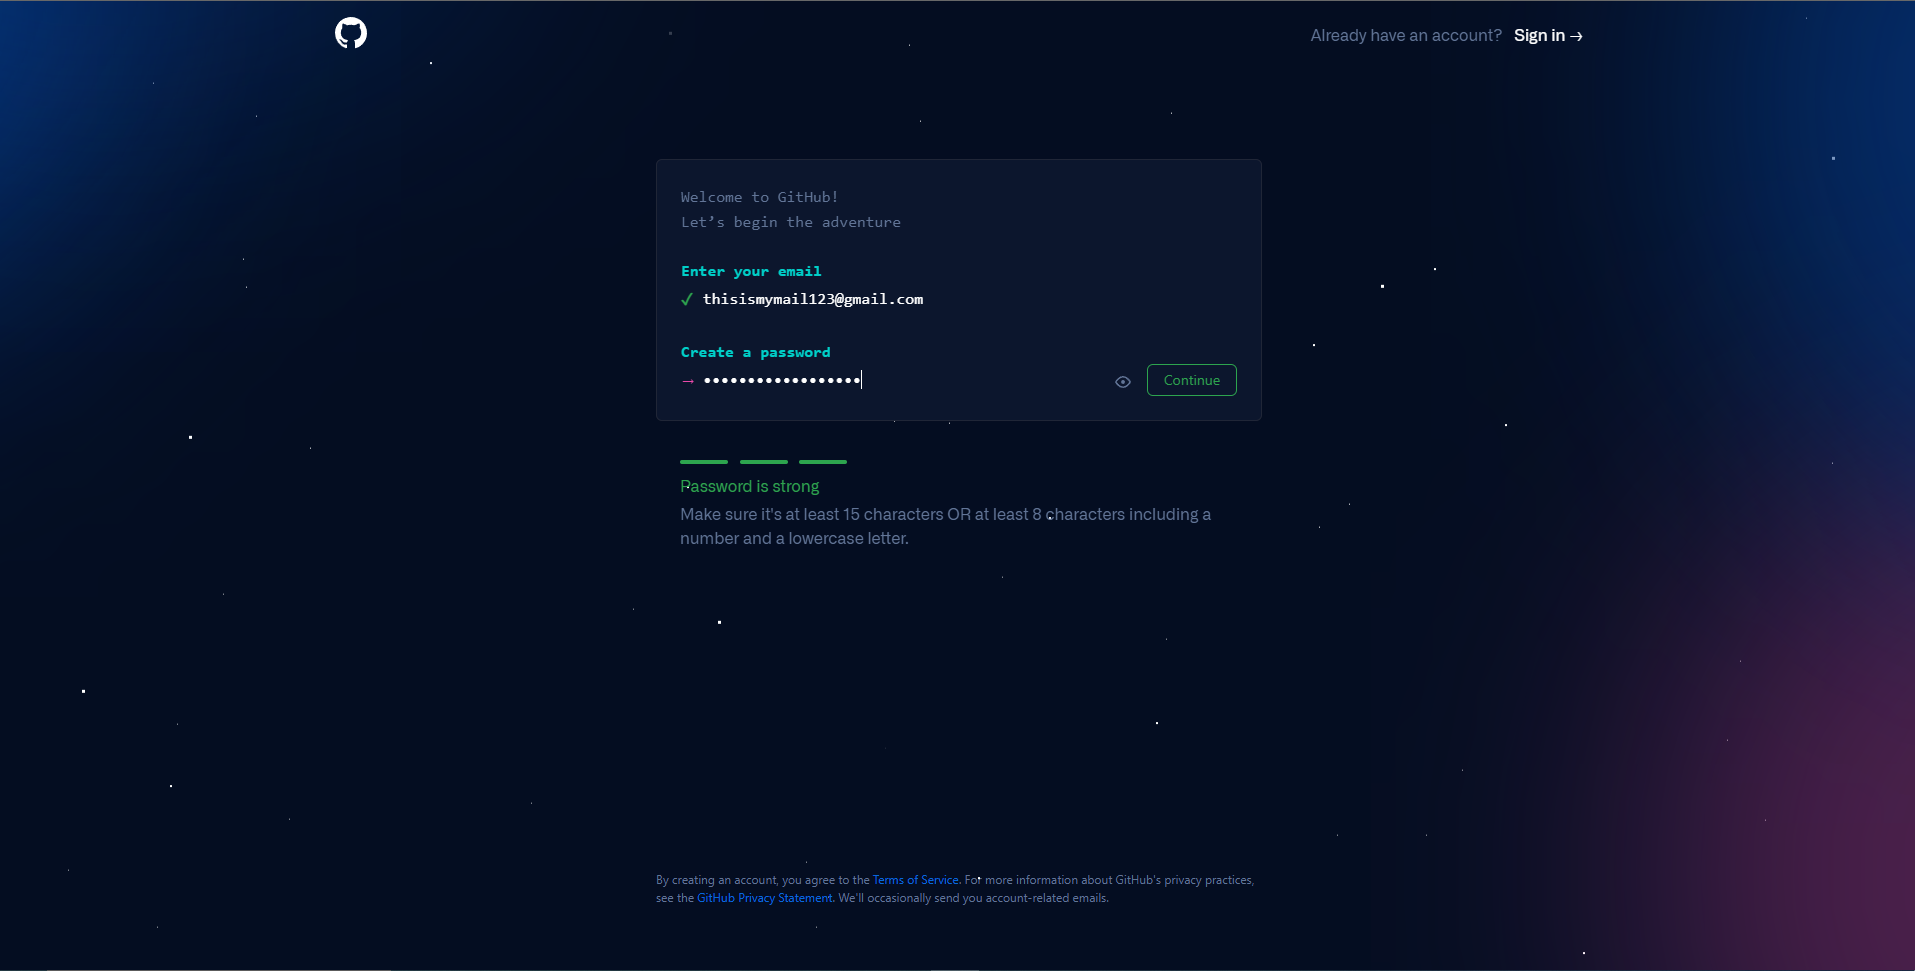 Already have an account? Sign in →
Welcome to GitHub!
Let’s begin the adventure
Enter your email
✓ thisismymail123@gmail.com
Create a password
→ ••••••••••••••••••
Continue
Password is strong
Make sure it's at least 15 characters OR at least 8 characters including a
number and a lowercase letter.
By creating an account, you agree to the Terms of Service. For more information about GitHub's privacy practices,
see the GitHub Privacy Statement. We'll occasionally send you account-related emails.